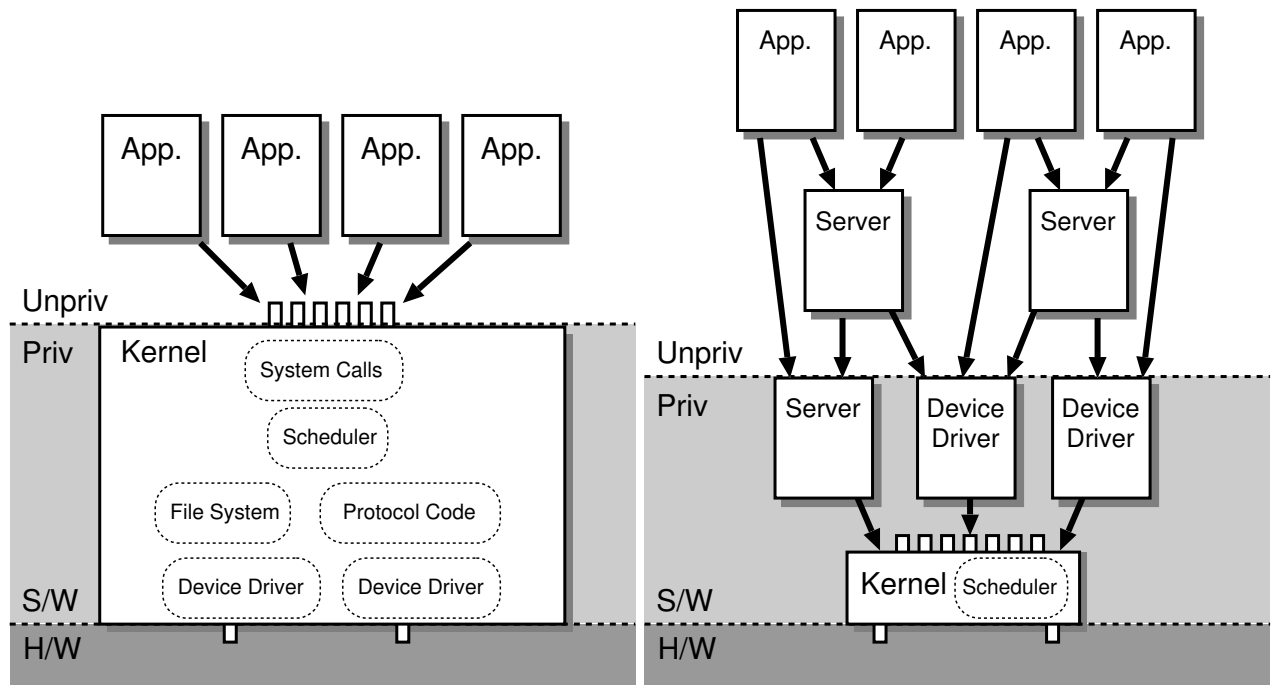 App.
App.
App.
App.
Unpriv
Priv
Kernel
System Calls
Scheduler
File System
Protocol Code
Device Driver
Device Driver
S/W
H/W
App.
App.
App.
App.
Server
Server
Unpriv
Priv
Server
Device
Driver
Device
Driver
Kernel
Scheduler
S/W
H/W